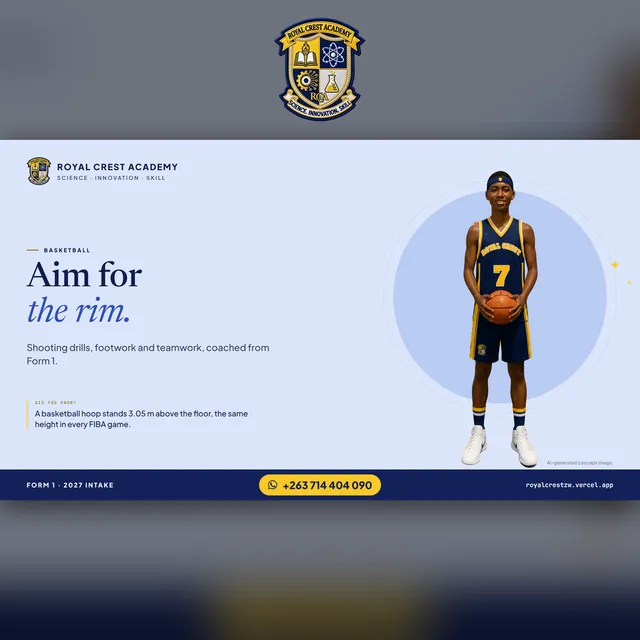 ROYAL CREST ACADEMY
RCA
SCIENCE, INNOVATION, SKILL
ROYAL CREST ACADEMY
SCIENCE · INNOVATION · SKILL
BASKETBALL
Aim for
the rim.
Shooting drills, footwork and teamwork, coached from
Form 1.
DID YOU KNOW?
A basketball hoop stands 3.05 m above the floor, the same
height in every FIBA game.
ROYAL CREST
7
AI-generated concept image.
FORM 1 · 2027 INTAKE
+263 714 404 090
royalcrestzw.vercel.app